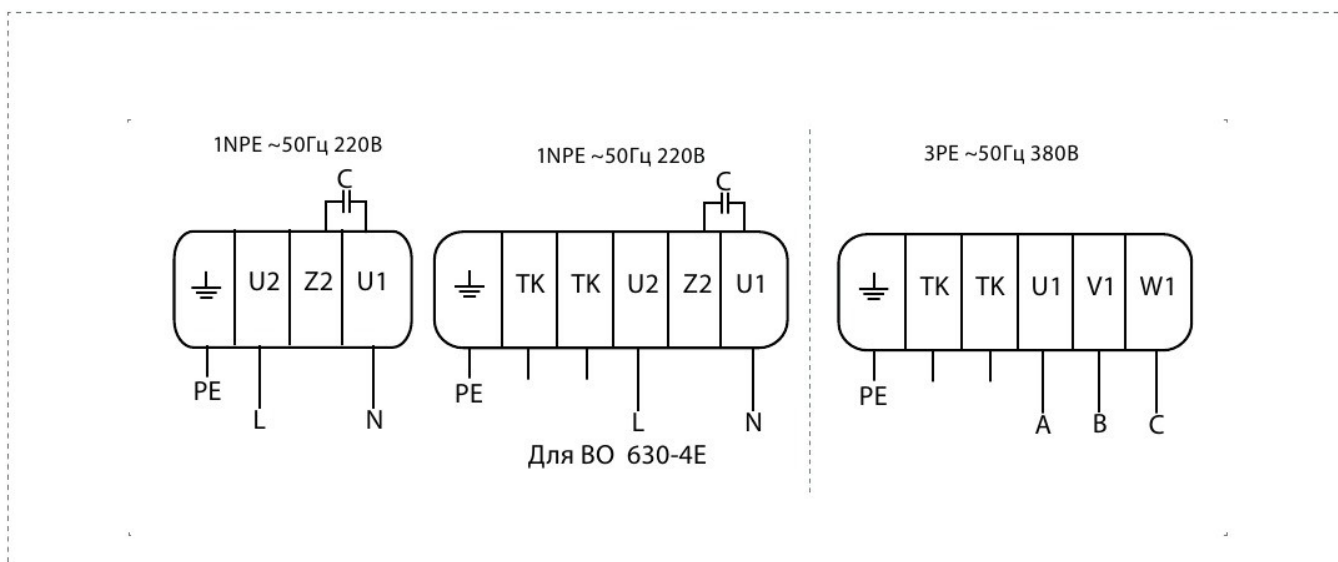 1NPE ~50Гц 220В
C
U2 Z2 U1
PE
L N
1NPE ~50Гц 220В
C
TK TK U2 Z2 U1
PE
L N
Для ВО 630-4Е
3PE ~50Гц 380В
TK TK U1 V1 W1
PE
A B C